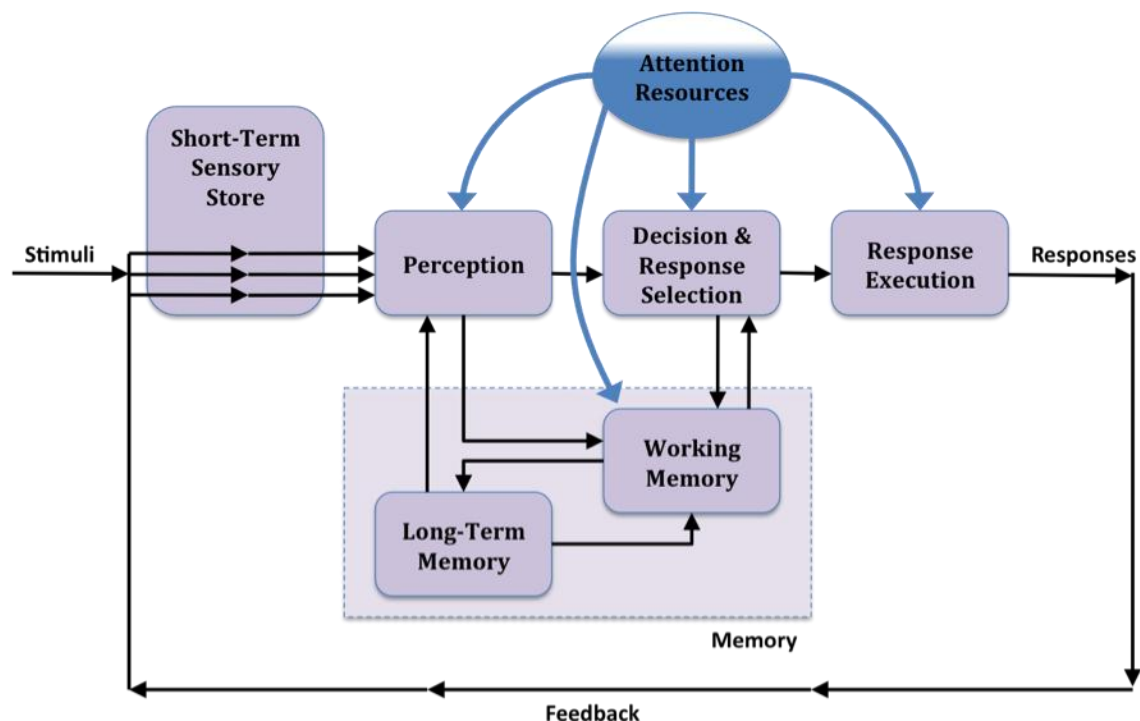 Attention
Resources
Short-Term
Sensory
Store
Stimuli
Perception
Decision &
Response
Selection
Response
Execution
Responses
Working
Memory
Long-Term
Memory
Memory
Feedback